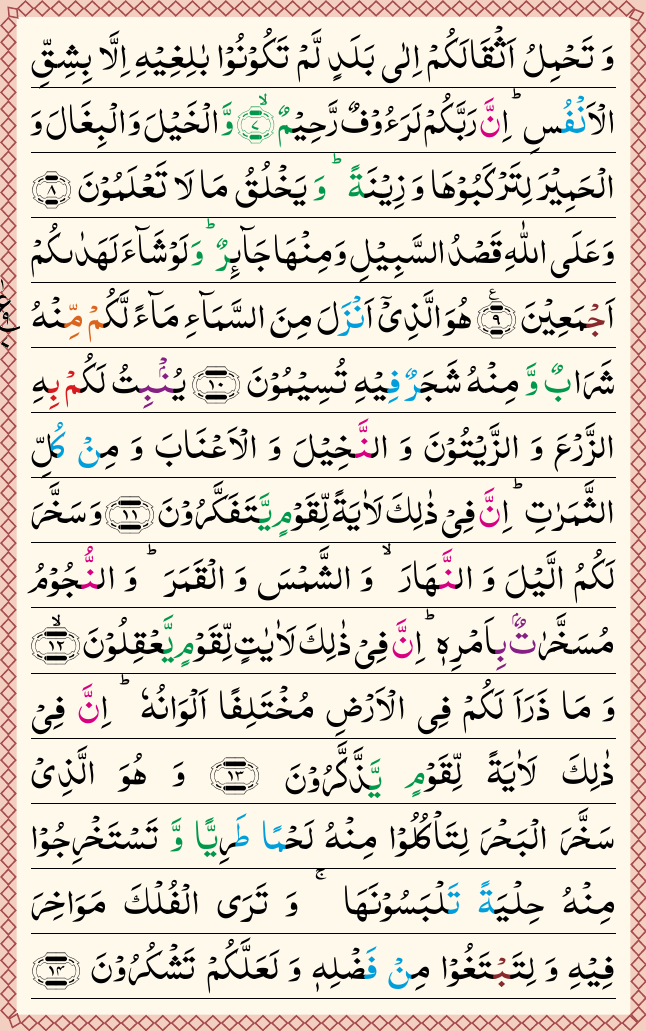 وَ تَحْمِلُ اَثْقَالَكُمْ اِلٰى بَلَدٍ لَّمْ تَكُوْنُوْا بٰلِغِيْهِ اِلَّا بِشِقِّ
الْاَنْفُسِ ؕ اِنَّ رَبَّكُمْ لَرَءُوْفٌ رَّحِيْمٌ ۙ‏﴿۷﴾ وَّ الْخَيْلَ وَ الْبِغَالَ وَ
الْحَمِيْرَ لِتَرْكَبُوْهَا وَ زِيْنَةً ؕ وَ يَخْلُقُ مَا لَا تَعْلَمُوْنَ ﴿۸﴾
وَ عَلَى اللّٰهِ قَصْدُ السَّبِيْلِ وَ مِنْهَا جَآئِرٌ ؕ وَ لَوْ شَآءَ لَهَدٰٮكُمْ
اَجْمَعِيْنَ ﴿۹﴾ ع هُوَ الَّذِىْۤ اَنْزَلَ مِنَ السَّمَآءِ مَآءً لَّكُمْ مِّنْهُ
شَرَابٌ وَّ مِنْهُ شَجَرٌ فِيْهِ تُسِيْمُوْنَ ﴿۱۰﴾ يُنْۢبِتُ لَكُمْ بِهِ
الزَّرْعَ وَ الزَّيْتُوْنَ وَ النَّخِيْلَ وَ الْاَعْنَابَ وَ مِنْ كُلِّ
الثَّمَرٰتِ ؕ اِنَّ فِىْ ذٰلِكَ لَاٰيَةً لِّقَوْمٍ يَّتَفَكَّرُوْنَ ﴿۱۱﴾ وَ سَخَّرَ
لَكُمُ الَّيْلَ وَ النَّهَارَ ۙ وَ الشَّمْسَ وَ الْقَمَرَ ؕ وَ النُّجُوْمُ
مُسَخَّرٰتٌۢ بِاَمْرِهٖ ؕ اِنَّ فِىْ ذٰلِكَ لَاٰيٰتٍ لِّقَوْمٍ يَّعْقِلُوْنَ ۙ‏﴿۱۲﴾
وَ مَا ذَرَاَ لَكُمْ فِى الْاَرْضِ مُخْتَلِفًا اَلْوَانُهٗ ؕ اِنَّ فِىْ
ذٰلِكَ لَاٰيَةً لِّقَوْمٍ يَّذَّكَّرُوْنَ ﴿۱۳﴾ وَ هُوَ الَّذِىْ
سَخَّرَ الْبَحْرَ لِتَاْكُلُوْا مِنْهُ لَحْمًا طَرِيًّا وَّ تَسْتَخْرِجُوْا
مِنْهُ حِلْيَةً تَلْبَسُوْنَهَا ۚ وَ تَرَى الْفُلْكَ مَوَاخِرَ
فِيْهِ وَ لِتَبْتَغُوْا مِنْ فَضْلِهٖ وَ لَعَلَّكُمْ تَشْكُرُوْنَ ﴿۱۴﴾